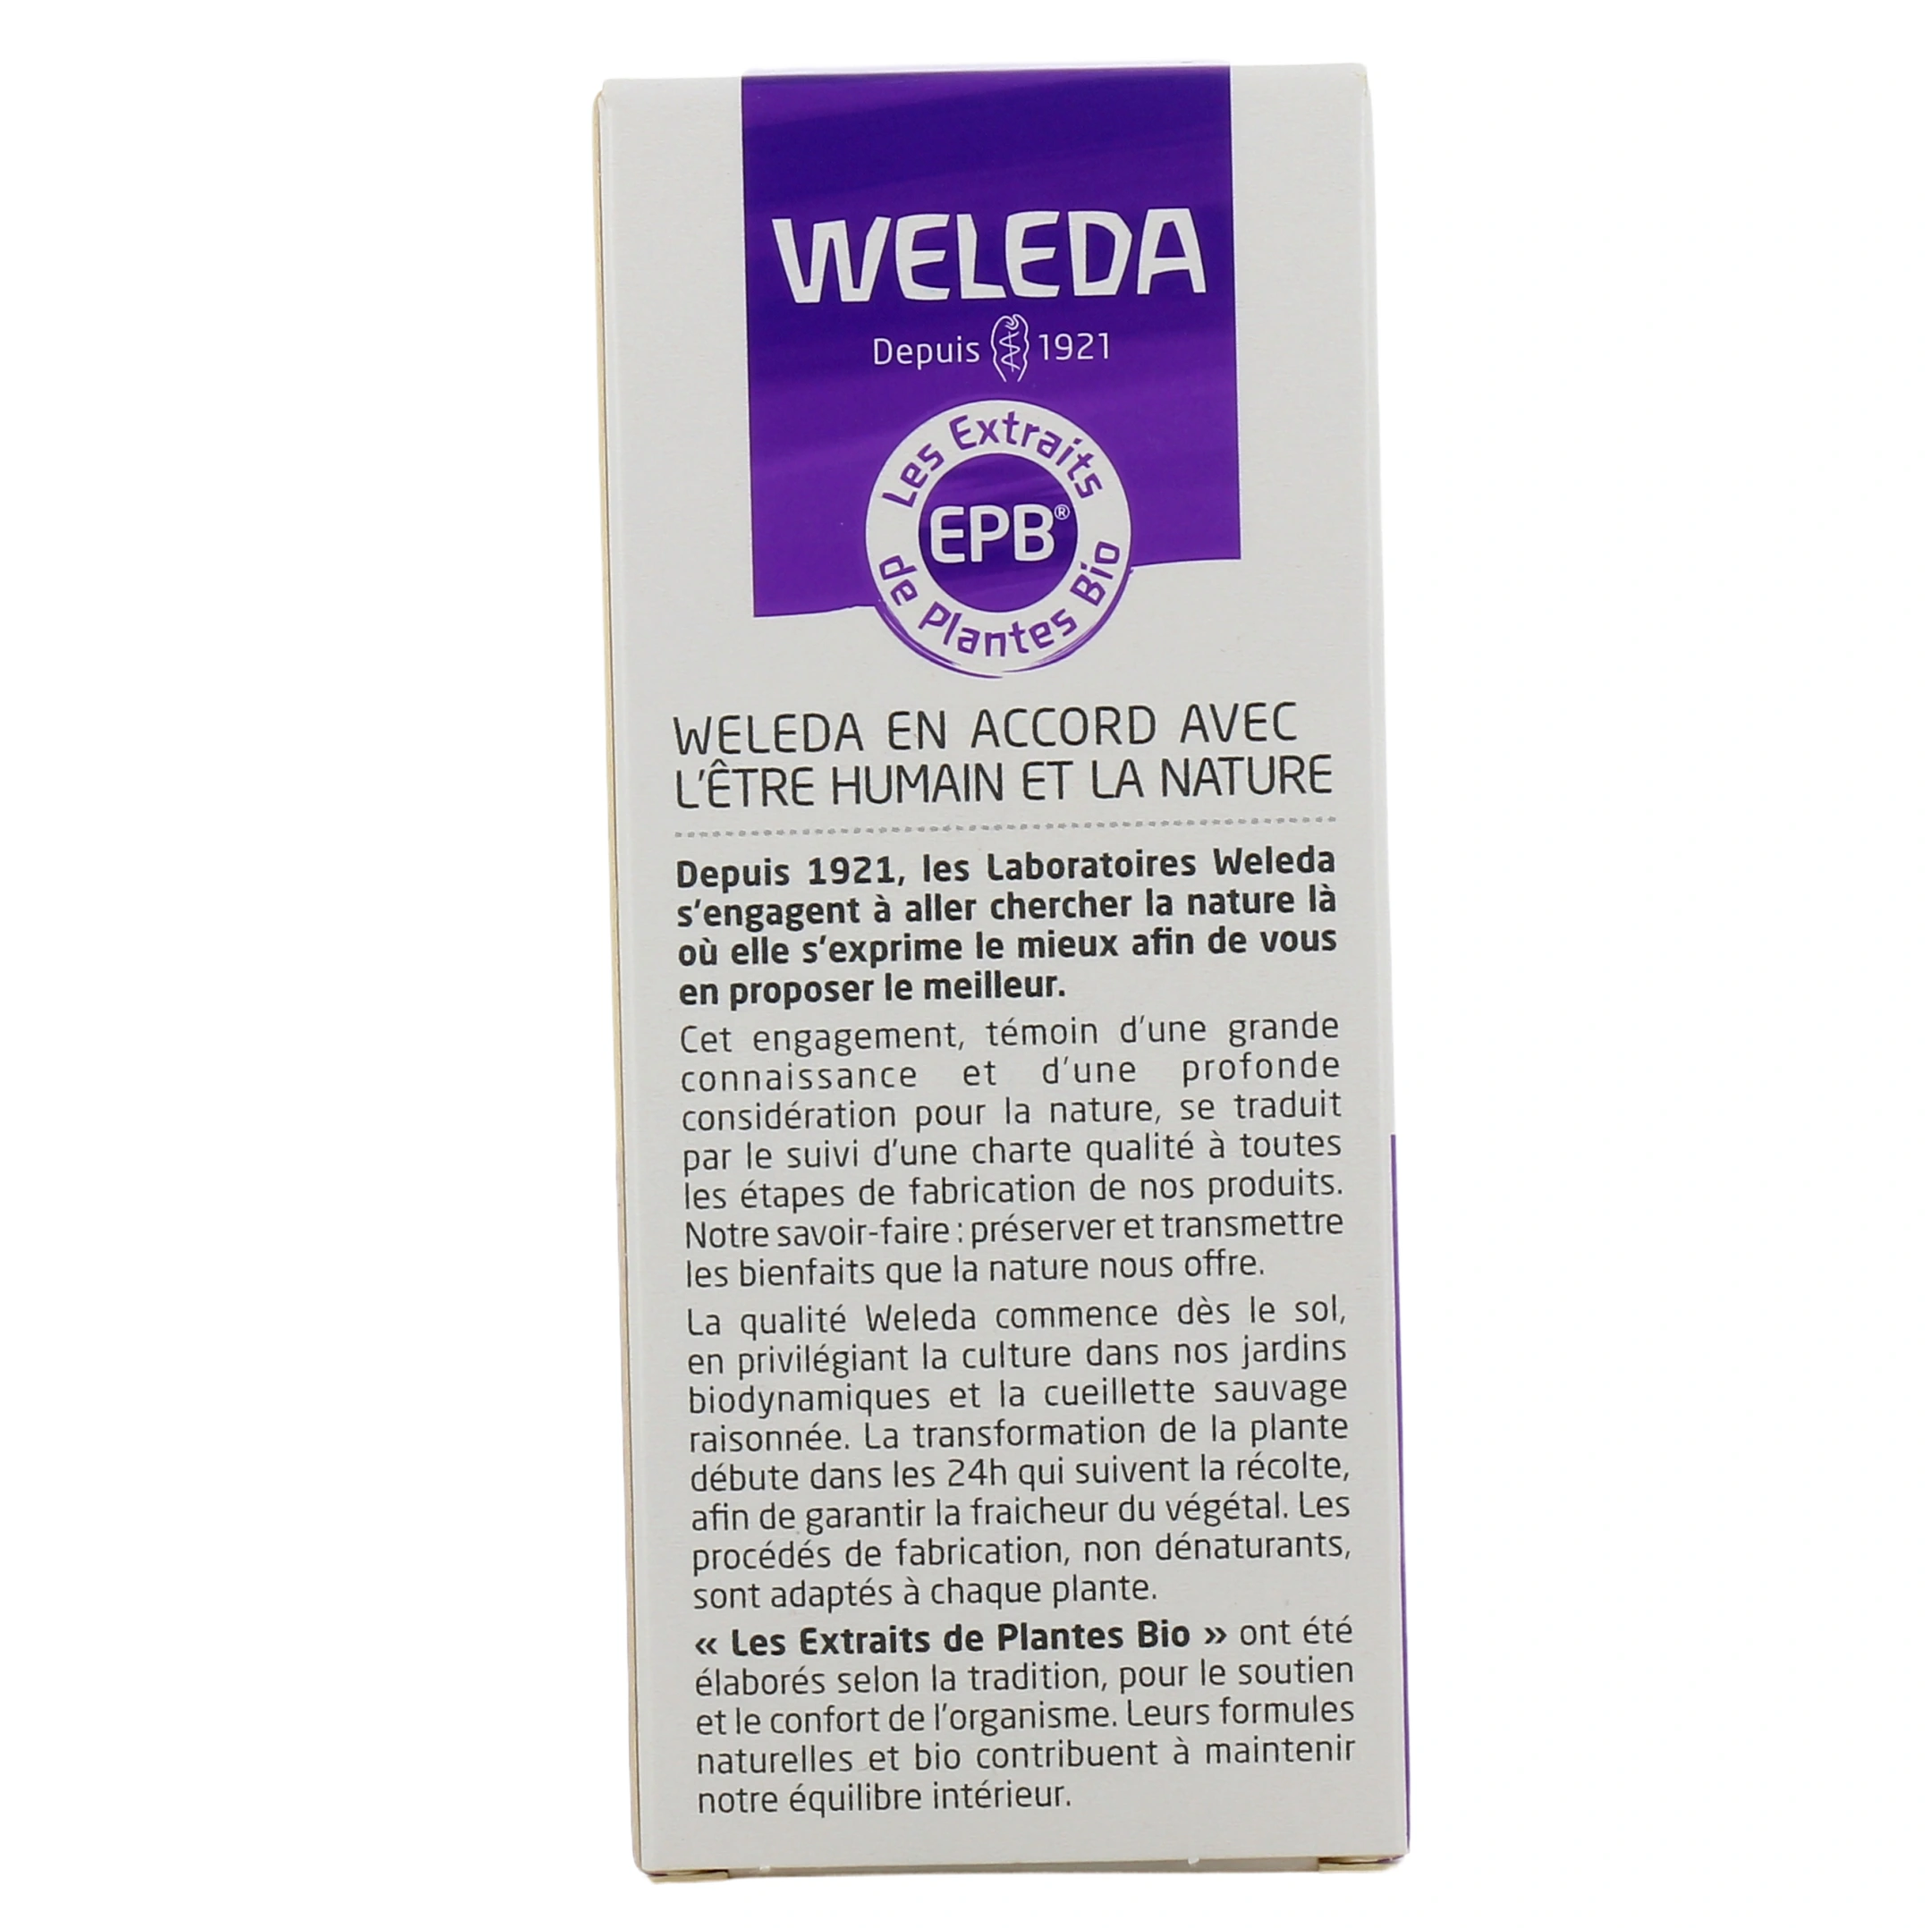 WELEDA
Depuis 1921
Les Extraits
EPB®
de Plantes Bio
WELEDA EN ACCORD AVEC
L'ÊTRE HUMAIN ET LA NATURE
Depuis 1921, les Laboratoires Weleda
s'engagent à aller chercher la nature là
où elle s'exprime le mieux afin de vous
en proposer le meilleur.
Cet engagement, témoin d'une grande
connaissance et d'une profonde
considération pour la nature, se traduit
par le suivi d'une charte qualité à toutes
les étapes de fabrication de nos produits.
Notre savoir-faire : préserver et transmettre
les bienfaits que la nature nous offre.
La qualité Weleda commence dès le sol,
en privilégiant la culture dans nos jardins
biodynamiques et la cueillette sauvage
raisonnée. La transformation de la plante
débute dans les 24h qui suivent la récolte,
afin de garantir la fraicheur du végétal. Les
procédés de fabrication, non dénaturants,
sont adaptés à chaque plante.
« Les Extraits de Plantes Bio » ont été
élaborés selon la tradition, pour le soutien
et le confort de l'organisme. Leurs formules
naturelles et bio contribuent à maintenir
notre équilibre intérieur.